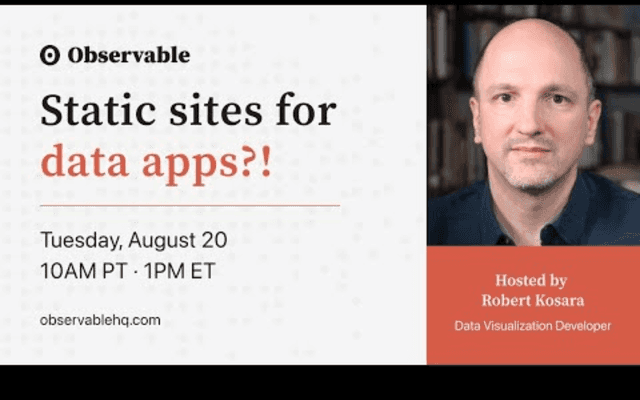 Observable
Static sites for
data apps?!
Tuesday, August 20
10AM PT · 1PM ET
observablehq.com
Hosted by
Robert Kosara
Data Visualization Developer